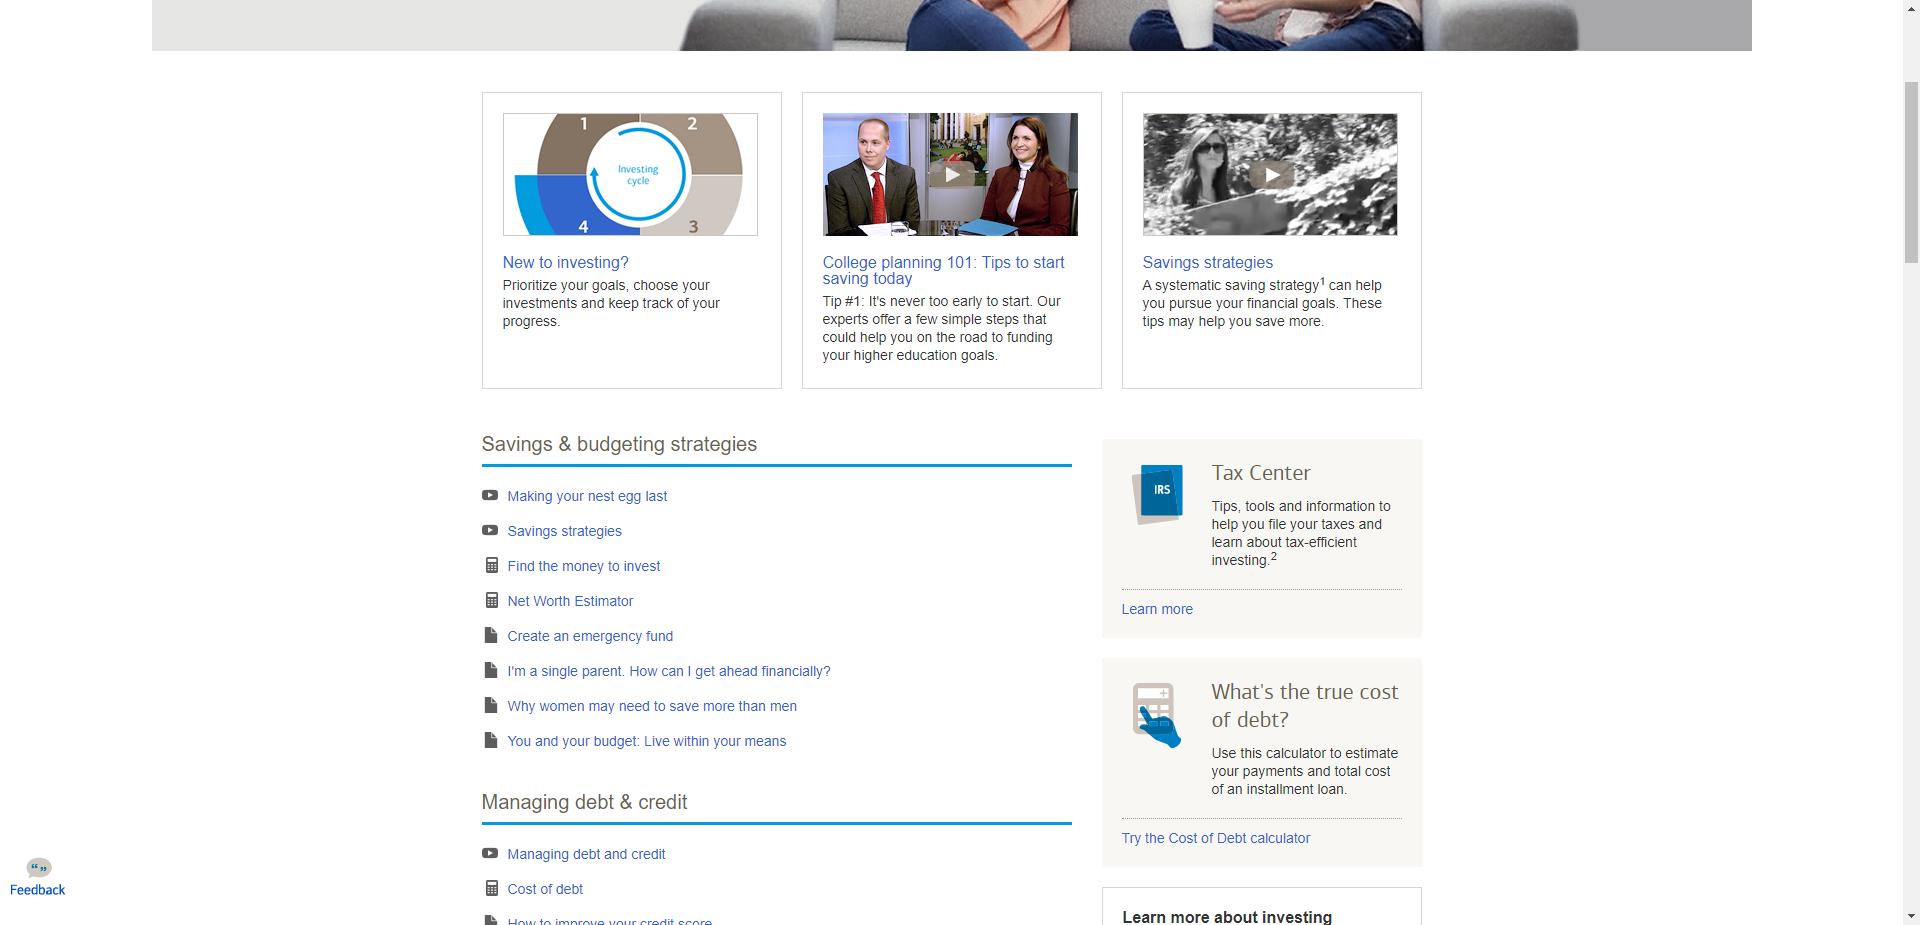 1
2
Investing
cycle
4
3
New to investing?
Prioritize your goals, choose your
investments and keep track of your
progress.
College planning 101: Tips to start
saving today
Tip #1: It's never too early to start. Our
experts offer a few simple steps that
could help you on the road to funding
your higher education goals.
Savings strategies
A systematic saving strategy1 can help
you pursue your financial goals. These
tips may help you save more.
Savings & budgeting strategies
Making your nest egg last
Savings strategies
Find the money to invest
Net Worth Estimator
Create an emergency fund
I'm a single parent. How can I get ahead financially?
Why women may need to save more than men
You and your budget: Live within your means
Managing debt & credit
Managing debt and credit
Cost of debt
How to improve your credit score
IRS
Tax Center
Tips, tools and information to
help you file your taxes and
learn about tax-efficient
investing.2
Learn more
What's the true cost
of debt?
Use this calculator to estimate
your payments and total cost
of an installment loan.
Try the Cost of Debt calculator
Learn more about investing
Feedback